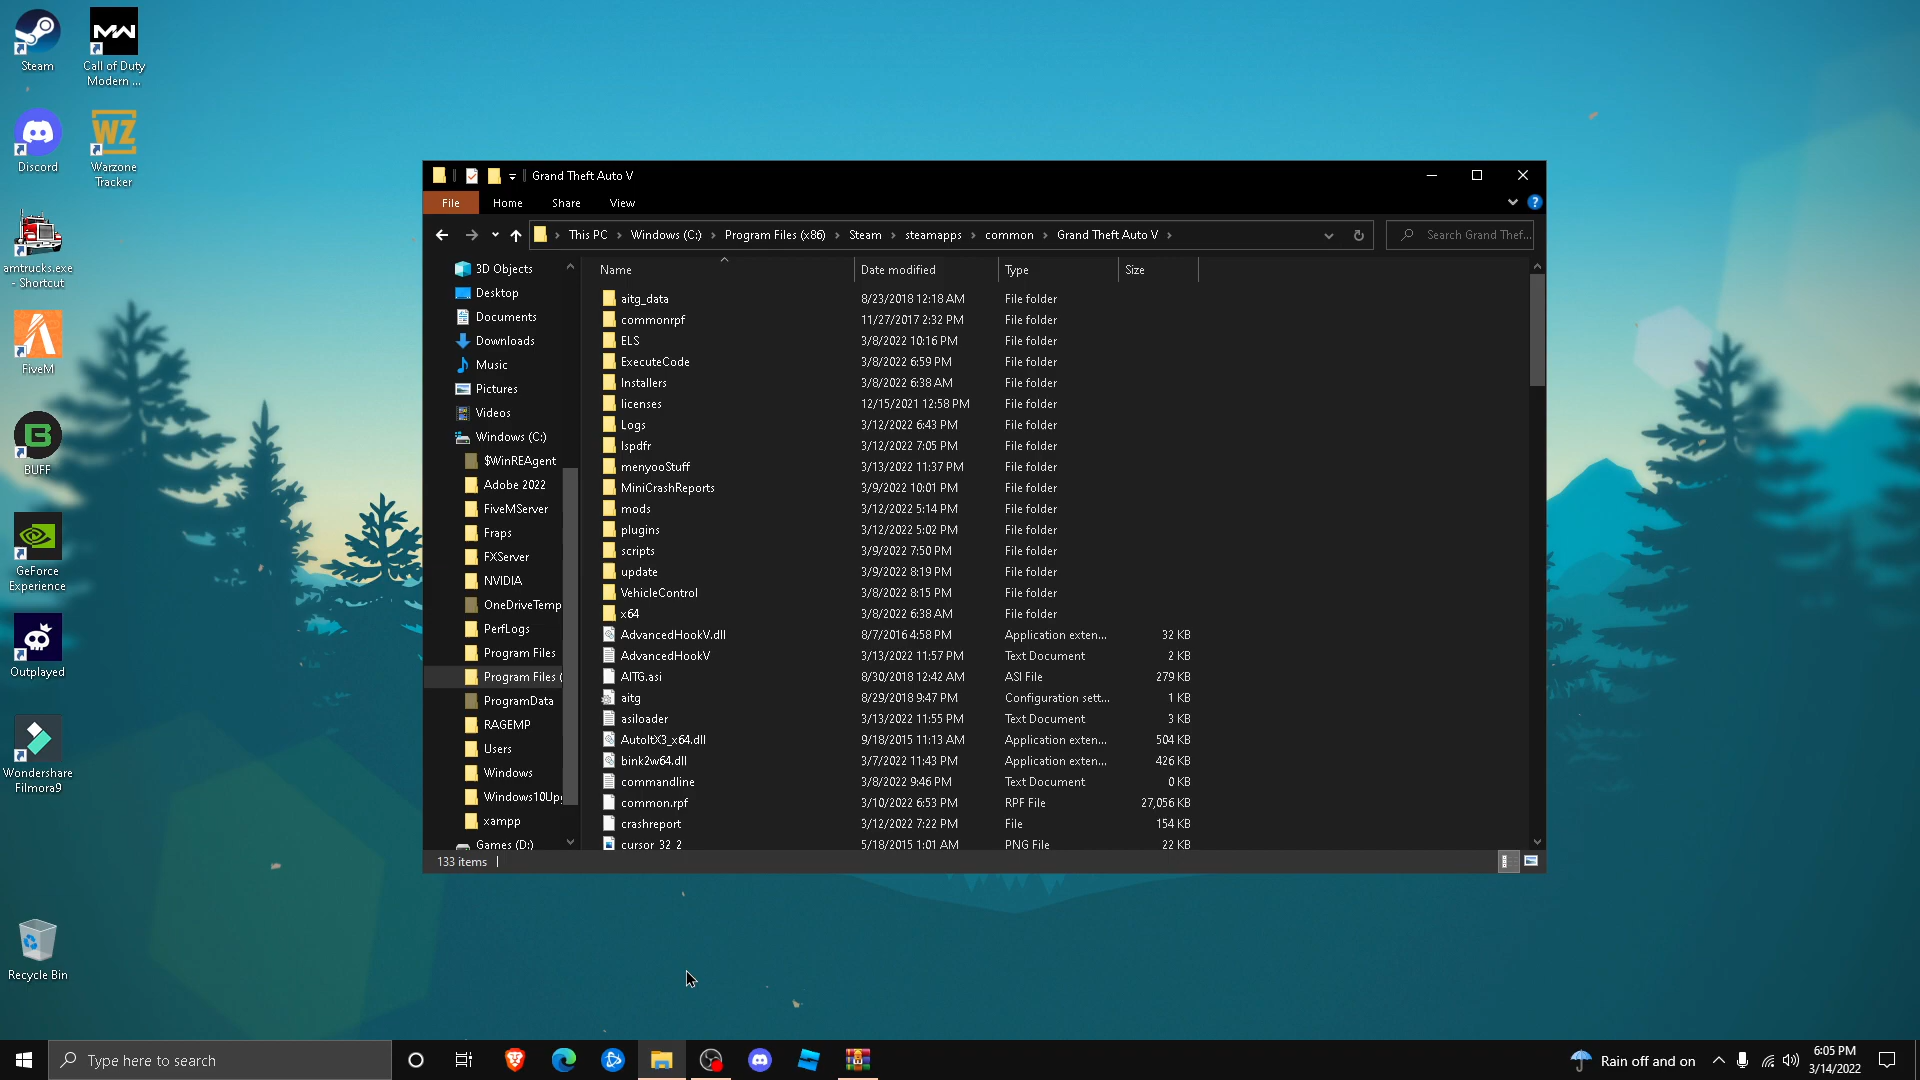 Steam
Call of Duty
Modern ...
Discord
WZ
Warzone
Tracker
amtrucks.exe
- Shortcut
FiveM
BUFF
GeForce
Experience
Outplayed
Wondershare
Filmora9
Recycle Bin
Grand Theft Auto V
File Home Share View
This PC Windows (C:) Program Files (x86) Steam steamapps common Grand Theft Auto V
Search Grand Thef...
3D Objects
Desktop
Documents
Downloads
Music
Pictures
Videos
Windows (C:)
$WinREAgent
Adobe 2022
FiveMServer
Fraps
FXServer
NVIDIA
OneDriveTemp
PerfLogs
Program Files
Program Files (
ProgramData
RAGEMP
Users
Windows
Windows10Upg
xampp
Games (D:)
Name Date modified Type Size
aitg_data 8/23/2018 12:18 AM File folder
commonrpf 11/27/2017 2:32 PM File folder
ELS 3/8/2022 10:16 PM File folder
ExecuteCode 3/8/2022 6:59 PM File folder
Installers 3/8/2022 6:38 AM File folder
licenses 12/15/2021 12:58 PM File folder
Logs 3/12/2022 6:43 PM File folder
lspdfr 3/12/2022 7:05 PM File folder
menyooStuff 3/13/2022 11:37 PM File folder
MiniCrashReports 3/9/2022 10:01 PM File folder
mods 3/12/2022 5:14 PM File folder
plugins 3/12/2022 5:02 PM File folder
scripts 3/9/2022 7:50 PM File folder
update 3/9/2022 8:19 PM File folder
VehicleControl 3/8/2022 8:15 PM File folder
x64 3/8/2022 6:38 AM File folder
AdvancedHookV.dll 8/7/2016 4:58 PM Application exten... 32 KB
AdvancedHookV 3/13/2022 11:57 PM Text Document 2 KB
AITG.asi 8/30/2018 12:42 AM ASI File 279 KB
aitg 8/29/2018 9:47 PM Configuration sett... 1 KB
asiloader 3/13/2022 11:55 PM Text Document 3 KB
AutoItX3_x64.dll 9/18/2015 11:13 AM Application exten... 504 KB
bink2w64.dll 3/7/2022 11:43 PM Application exten... 426 KB
commandline 3/8/2022 9:46 PM Text Document 0 KB
common.rpf 3/10/2022 6:53 PM RPF File 27,056 KB
crashreport 3/12/2022 7:22 PM File 154 KB
cursor_32_2 5/18/2015 1:01 AM PNG File 22 KB
133 items
Type here to search
Rain off and on
6:05 PM
3/14/2022